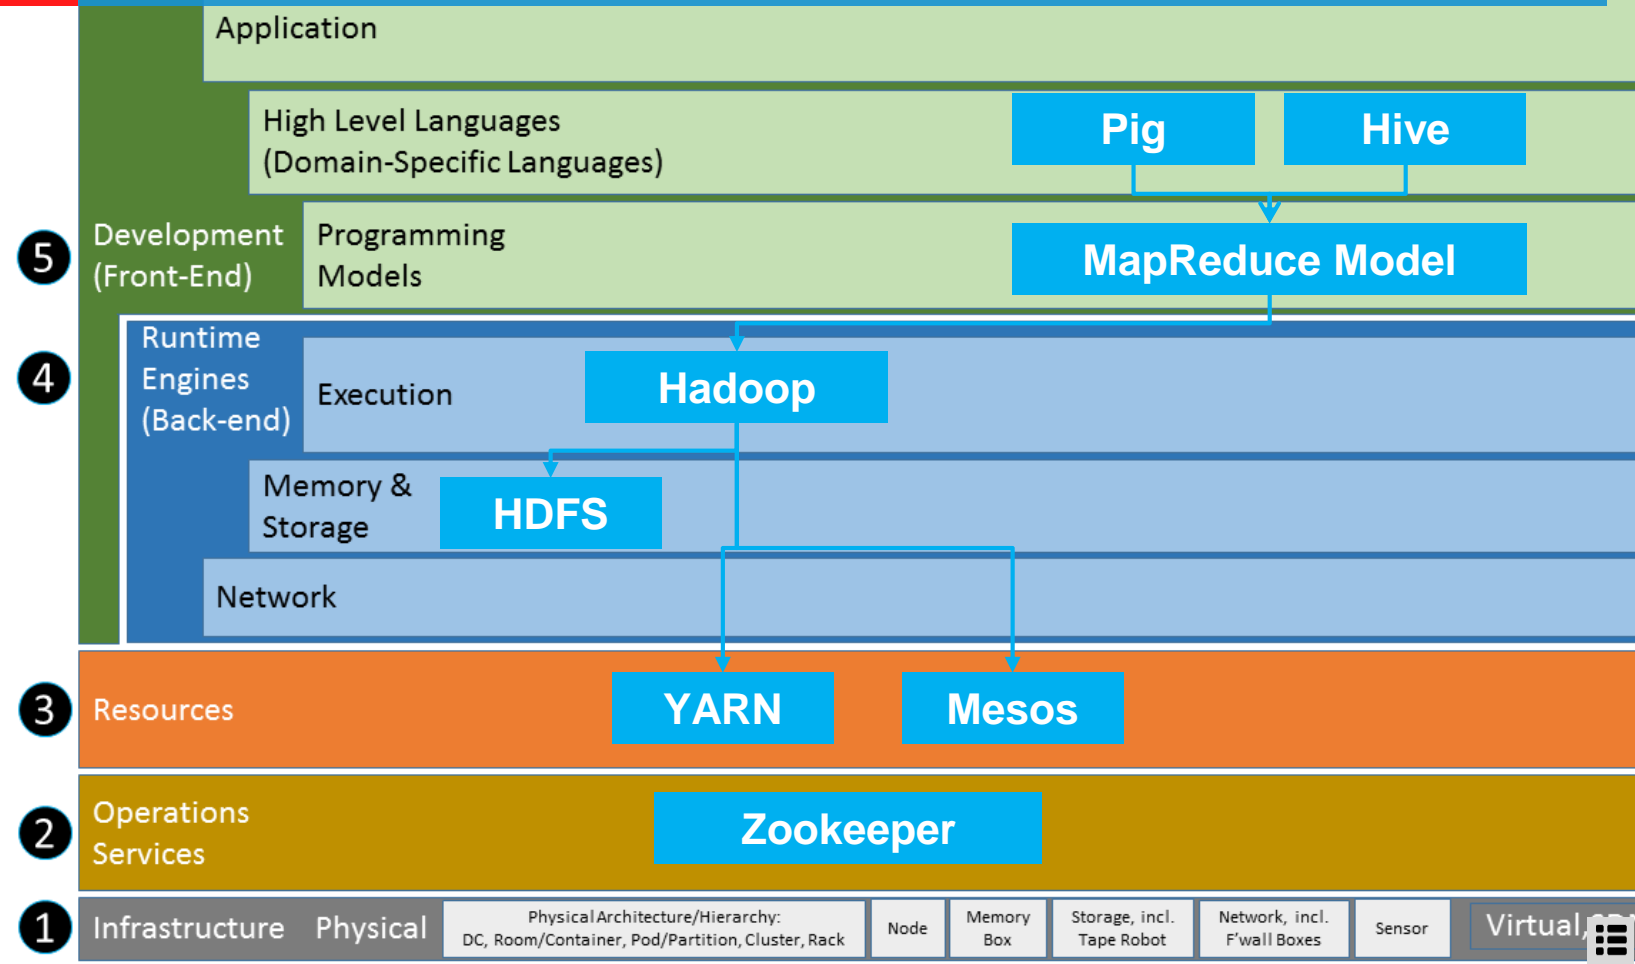 Application
High Level Languages
(Domain-Specific Languages)
Pig
Hive
5
Development
(Front-End)
Programming
Models
MapReduce Model
4
Runtime
Engines
(Back-end)
Execution
Hadoop
Memory &
Storage
HDFS
Network
3
Resources
YARN
Mesos
2
Operations
Services
Zookeeper
1
Infrastructure
Physical
Physical Architecture/Hierarchy:
DC, Room/Container, Pod/Partition, Cluster, Rack
Node
Memory
Box
Storage, incl.
Tape Robot
Network, incl.
F'wall Boxes
Sensor
Virtual,